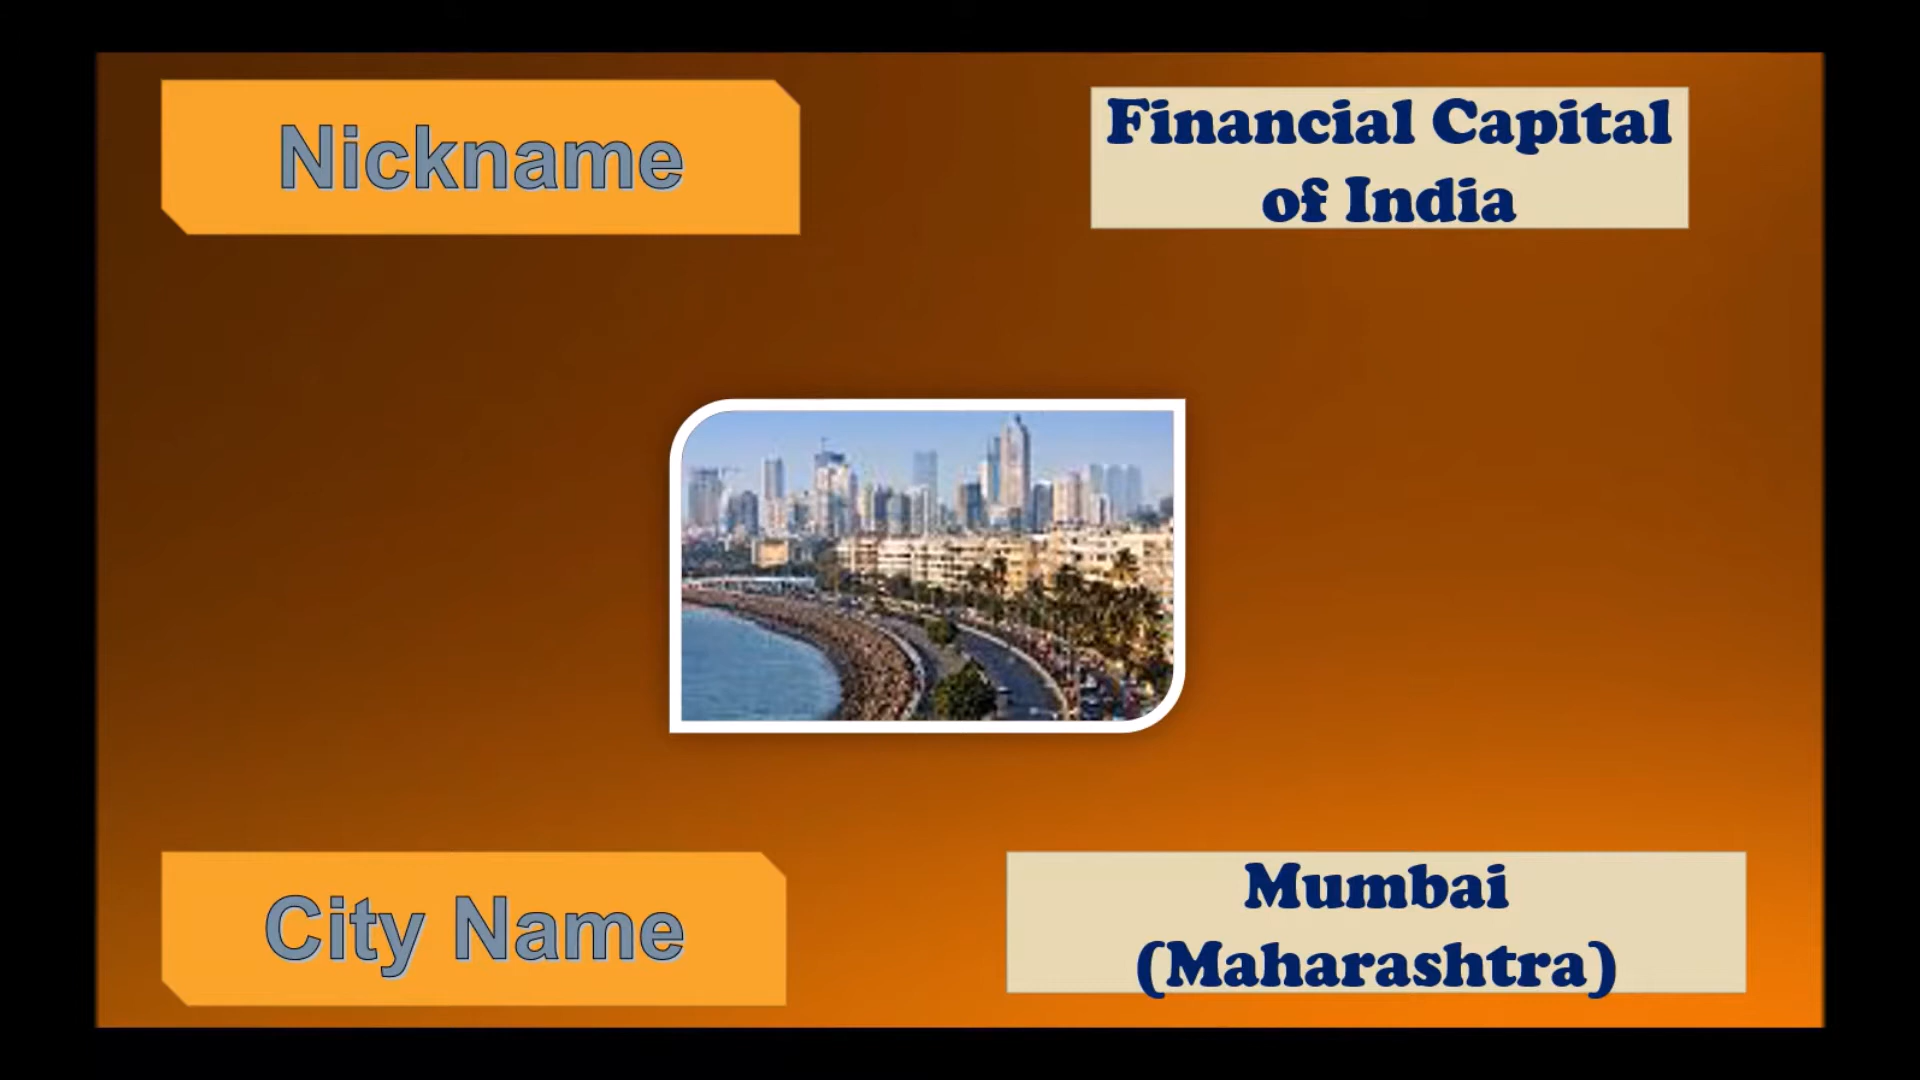 Nickname
Financial Capital
of India
City Name
Mumbai
(Maharashtra)